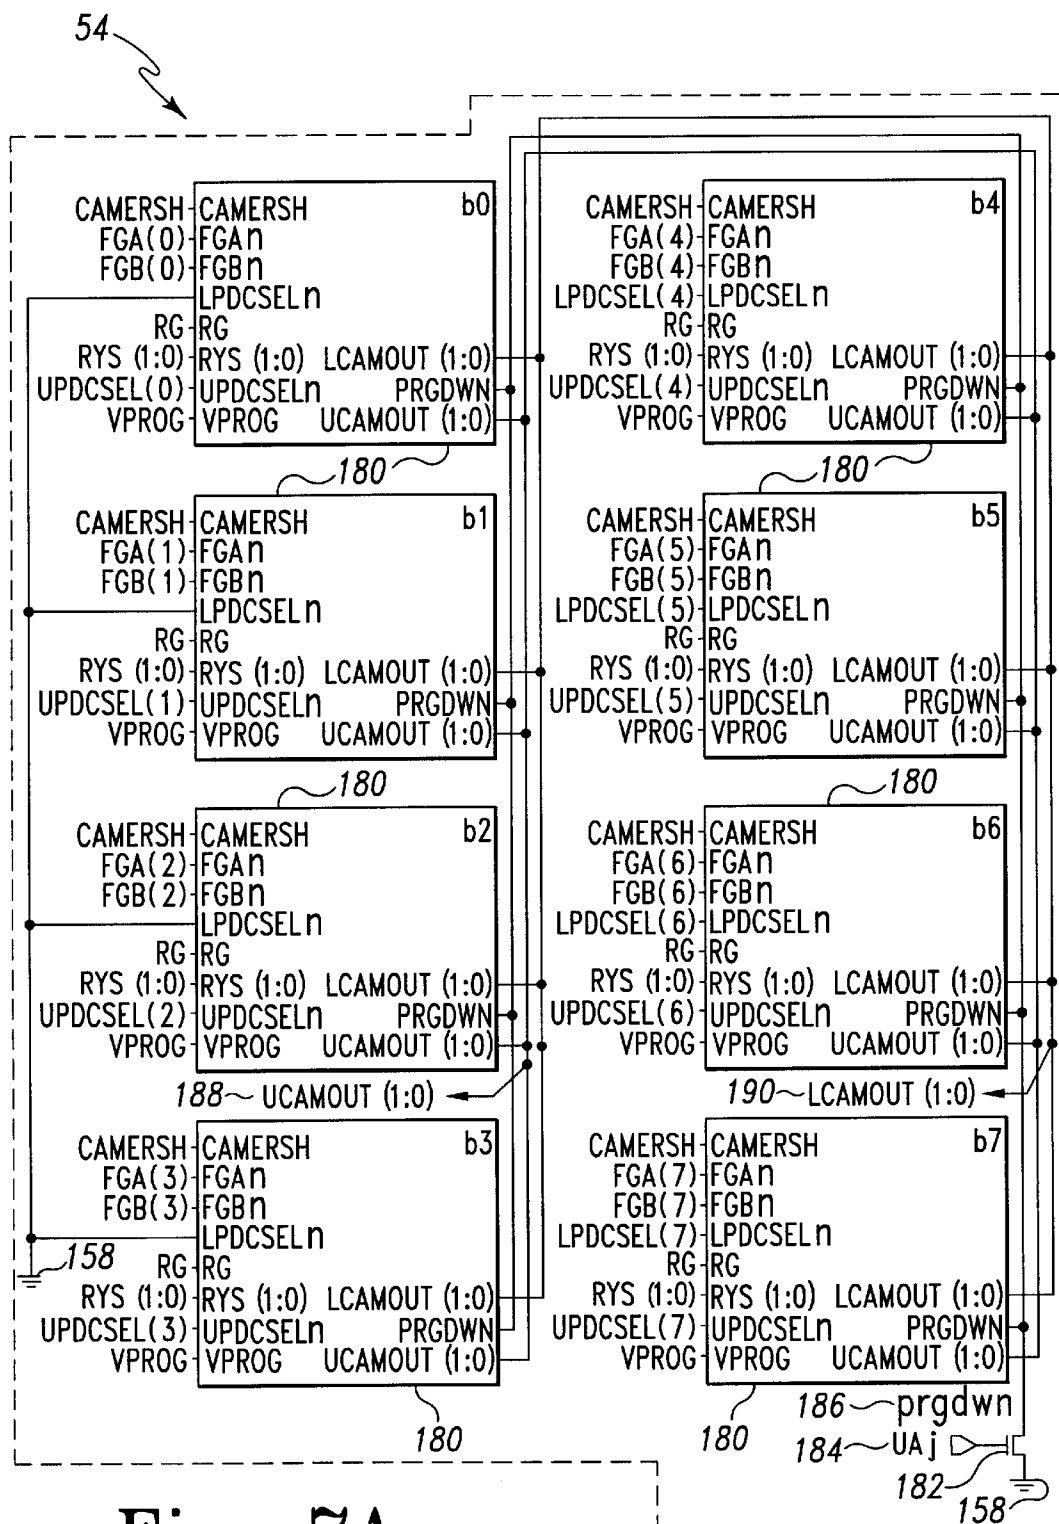 54
b0
CAMERSH CAMERSH
FGA(0) FGAn
FGB(0) FGBn
LPDCSELn
RG RG
RYS (1:0) RYS (1:0) LCAMOUT (1:0)
UPDCSEL(0) UPDCSELn PRGDWN
VPROG VPROG UCAMOUT (1:0)
180
b1
CAMERSH CAMERSH
FGA(1) FGAn
FGB(1) FGBn
LPDCSELn
RG RG
RYS (1:0) RYS (1:0) LCAMOUT (1:0)
UPDCSEL(1) UPDCSELn PRGDWN
VPROG VPROG UCAMOUT (1:0)
180
b2
CAMERSH CAMERSH
FGA(2) FGAn
FGB(2) FGBn
LPDCSELn
RG RG
RYS (1:0) RYS (1:0) LCAMOUT (1:0)
UPDCSEL(2) UPDCSELn PRGDWN
VPROG VPROG UCAMOUT (1:0)
188 UCAMOUT (1:0)
b3
CAMERSH CAMERSH
FGA(3) FGAn
FGB(3) FGBn
LPDCSELn
158
RG RG
RYS (1:0) RYS (1:0) LCAMOUT (1:0)
UPDCSEL(3) UPDCSELn PRGDWN
VPROG VPROG UCAMOUT (1:0)
180
b4
CAMERSH CAMERSH
FGA(4) FGAn
FGB(4) FGBn
LPDCSEL(4) LPDCSELn
RG RG
RYS (1:0) RYS (1:0) LCAMOUT (1:0)
UPDCSEL(4) UPDCSELn PRGDWN
VPROG VPROG UCAMOUT (1:0)
180
b5
CAMERSH CAMERSH
FGA(5) FGAn
FGB(5) FGBn
LPDCSEL(5) LPDCSELn
RG RG
RYS (1:0) RYS (1:0) LCAMOUT (1:0)
UPDCSEL(5) UPDCSELn PRGDWN
VPROG VPROG UCAMOUT (1:0)
180
b6
CAMERSH CAMERSH
FGA(6) FGAn
FGB(6) FGBn
LPDCSEL(6) LPDCSELn
RG RG
RYS (1:0) RYS (1:0) LCAMOUT (1:0)
UPDCSEL(6) UPDCSELn PRGDWN
VPROG VPROG UCAMOUT (1:0)
190 LCAMOUT (1:0)
b7
CAMERSH CAMERSH
FGA(7) FGAn
FGB(7) FGBn
LPDCSEL(7) LPDCSELn
RG RG
RYS (1:0) RYS (1:0) LCAMOUT (1:0)
UPDCSEL(7) UPDCSELn PRGDWN
VPROG VPROG UCAMOUT (1:0)
180
186 prgdwn
184 UAj
182
158